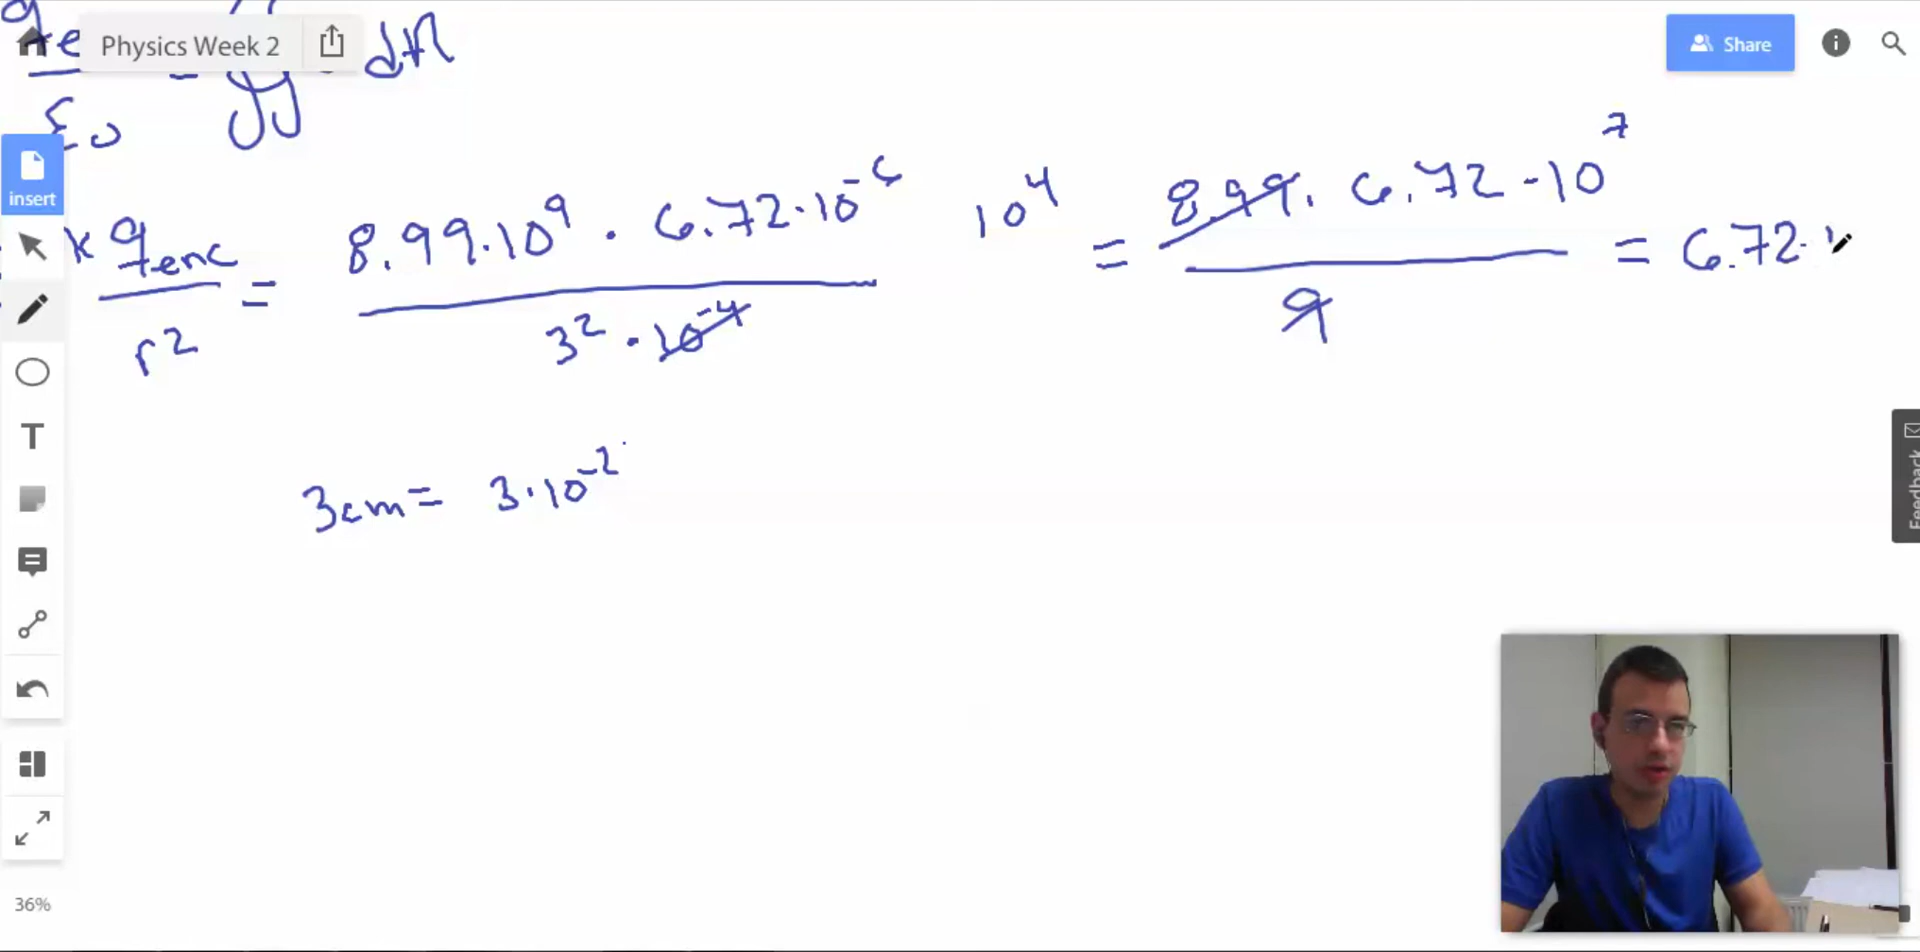 Physics Week 2
Share
ε₀ = ∯ dA
insert
k q_enc / r² = 8.99·10⁹ · 6.72·10⁻⁶ / 3² · 10⁻⁴ 10⁴ = 8.99 · 6.72 · 10⁷ / 9 = 6.72·
3cm = 3·10⁻²
T
Feedback
36%